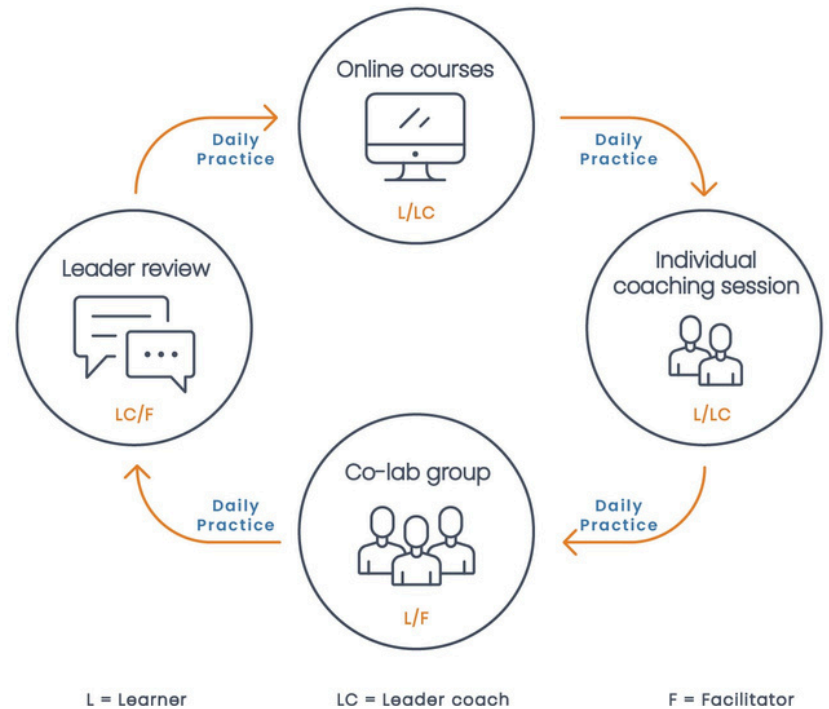 Online courses
L/LC
Daily
Practice
Daily
Practice
Leader review
LC/F
Individual
coaching session
L/LC
Co-lab group
L/F
Daily
Practice
Daily
Practice
L = Learner
LC = Leader coach
F = Facilitator